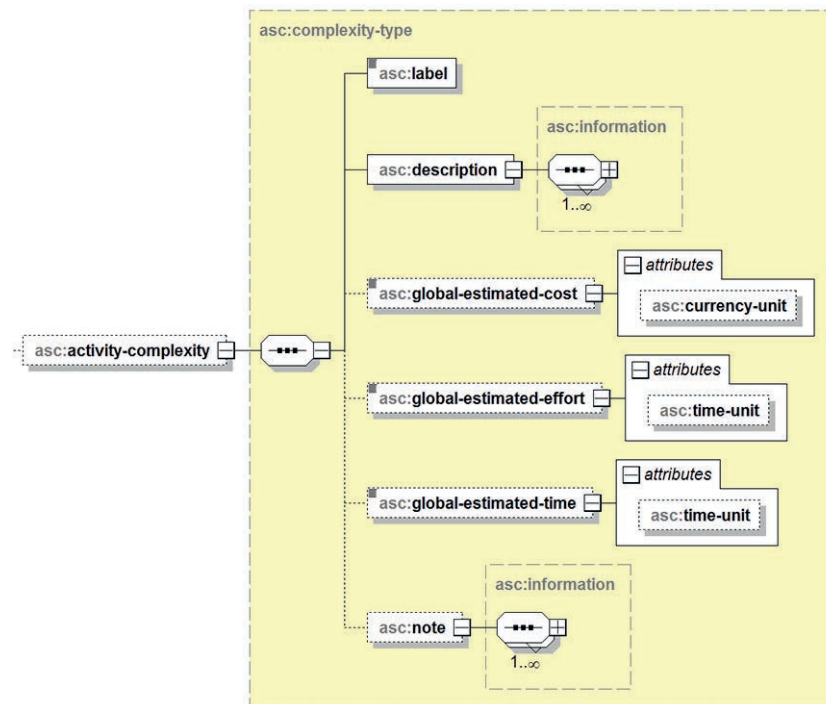 asc:complexity-type
asc:label
asc:information
asc:description
1..∞
attributes
asc:global-estimated-cost
asc:currency-unit
asc:activity-complexity
attributes
asc:global-estimated-effort
asc:time-unit
attributes
asc:global-estimated-time
asc:time-unit
asc:information
asc:note
1..∞